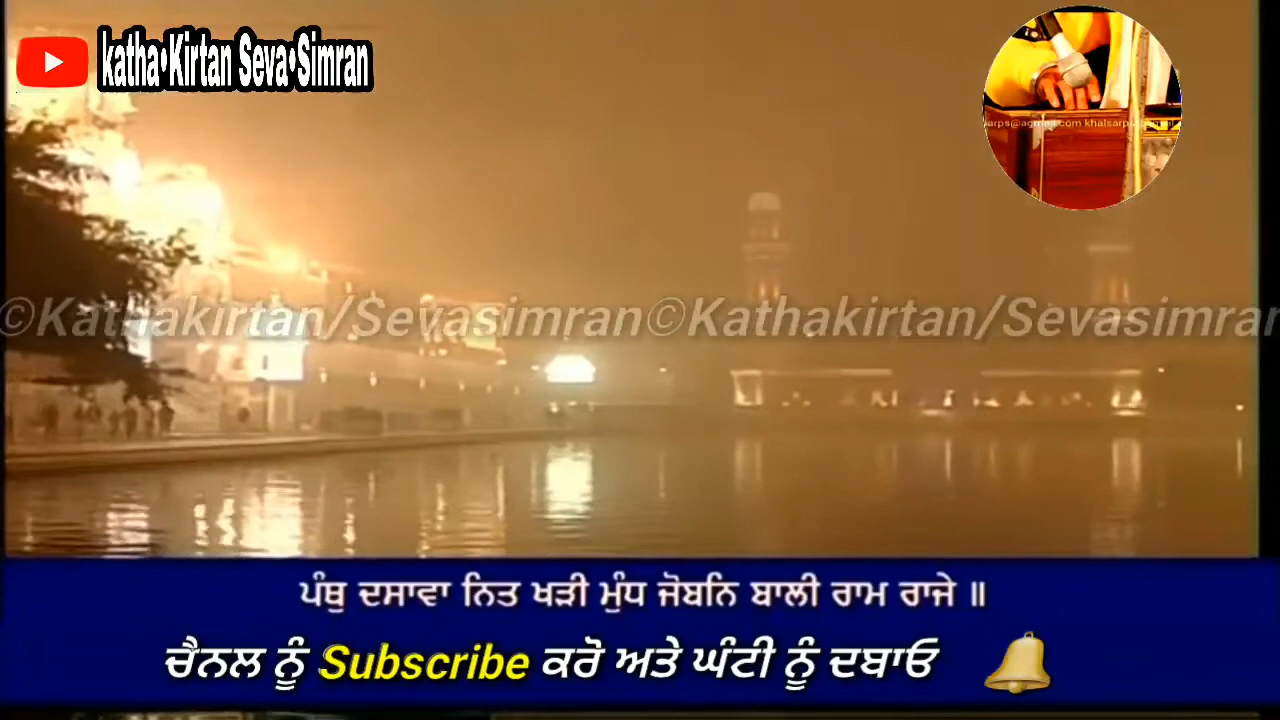 katha•Kirtan Seva•Simran
©Kathakirtan/Sevasimran©Kathakirtan/Sevasimran
ਪੰਥੁ ਦਸਾਵਾ ਨਿਤ ਖੜੀ ਮੁੰਧ ਜੋਬਨਿ ਬਾਲੀ ਰਾਮ ਰਾਜੇ ॥
ਚੈਨਲ ਨੂੰ Subscribe ਕਰੋ ਅਤੇ ਘੰਟੀ ਨੂੰ ਦਬਾਓ